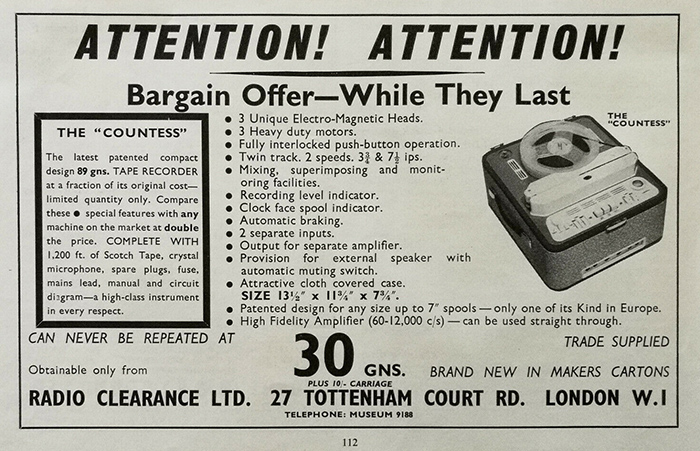 ATTENTION! ATTENTION!
Bargain Offer—While They Last
THE "COUNTESS"
The latest patented compact
design 89 gns. TAPE RECORDER
at a fraction of its original cost—
limited quantity only. Compare
these ● special features with any
machine on the market at double
the price. COMPLETE WITH
1,200 ft. of Scotch Tape, crystal
microphone, spare plugs, fuse,
mains lead, manual and circuit
diagram—a high-class instrument
in every respect.
● 3 Unique Electro-Magnetic Heads.
● 3 Heavy duty motors.
● Fully interlocked push-button operation.
● Twin track. 2 speeds. 3¾ & 7½ ips.
● Mixing, superimposing and monit-
oring facilities.
● Recording level indicator.
● Clock face spool indicator.
● Automatic braking.
● 2 separate inputs.
● Output for separate amplifier.
● Provision for external speaker with
automatic muting switch.
● Attractive cloth covered case.
SIZE 13½" x 11¾" x 7¾".
● Patented design for any size up to 7" spools — only one of its Kind in Europe.
● High Fidelity Amplifier (60-12,000 c/s) — can be used straight through.
THE
"COUNTESS"
CAN NEVER BE REPEATED AT
30 GNS.
PLUS 10/- CARRIAGE
TRADE SUPPLIED
Obtainable only from
BRAND NEW IN MAKERS CARTONS
RADIO CLEARANCE LTD. 27 TOTTENHAM COURT RD. LONDON W.1
TELEPHONE: MUSEUM 9188
112